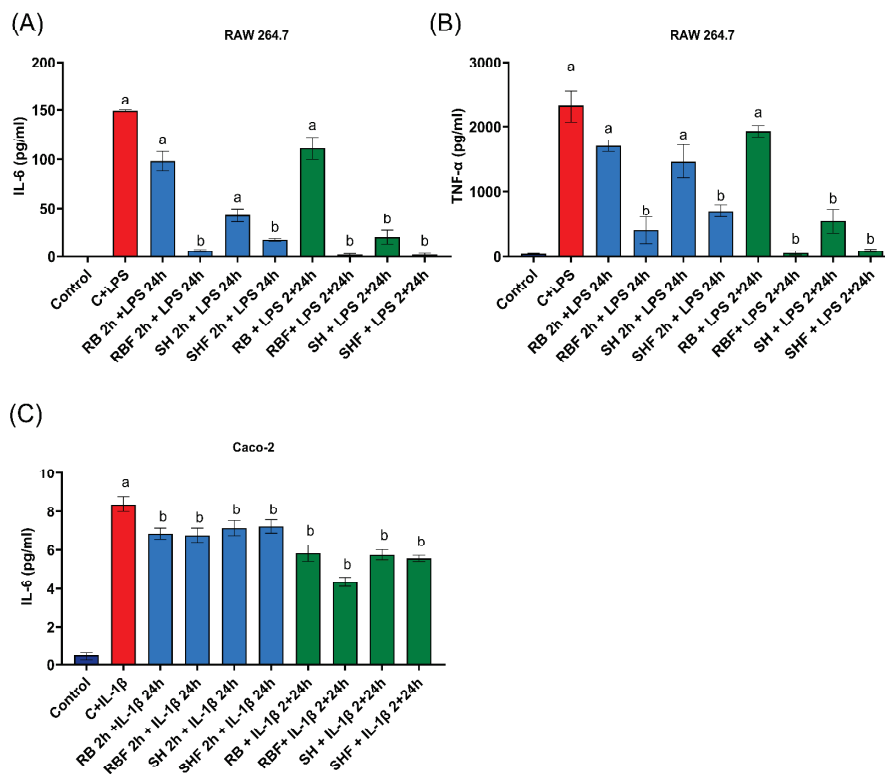 (A)
RAW 264.7
IL-6 (pg/ml)
200
150
100
50
0
a
a
b
a
b
a
b
b
b
Control
C+LPS
RB 2h +LPS 24h
RBF 2h + LPS 24h
SH 2h + LPS 24h
SHF 2h + LPS 24h
RB + LPS 2+24h
RBF+ LPS 2+24h
SH + LPS 2+24h
SHF + LPS 2+24h
(B)
RAW 264.7
TNF-α (pg/ml)
3000
2000
1000
0
a
a
b
a
b
a
b
b
b
Control
C+LPS
RB 2h +LPS 24h
RBF 2h + LPS 24h
SH 2h + LPS 24h
SHF 2h + LPS 24h
RB + LPS 2+24h
RBF+ LPS 2+24h
SH + LPS 2+24h
SHF + LPS 2+24h
(C)
Caco-2
IL-6 (pg/ml)
10
8
6
4
2
0
a
b
b
b
b
b
b
b
b
Control
C+IL-1β
RB 2h +IL-1β 24h
RBF 2h + IL-1β 24h
SH 2h + IL-1β 24h
SHF 2h + IL-1β 24h
RB + IL-1β 2+24h
RBF+ IL-1β 2+24h
SH + IL-1β 2+24h
SHF + IL-1β 2+24h